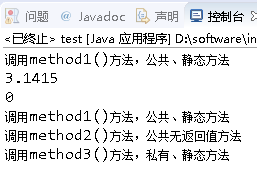 问题 @ Javadoc 声明 控制台
<已终止> test [Java 应用程序] D:\software\in
调用method1()方法，公共、静态方法
3.1415
0
调用method1()方法，公共、静态方法
调用method2()方法，公共无返回值方法
调用method3()方法，私有、静态方法